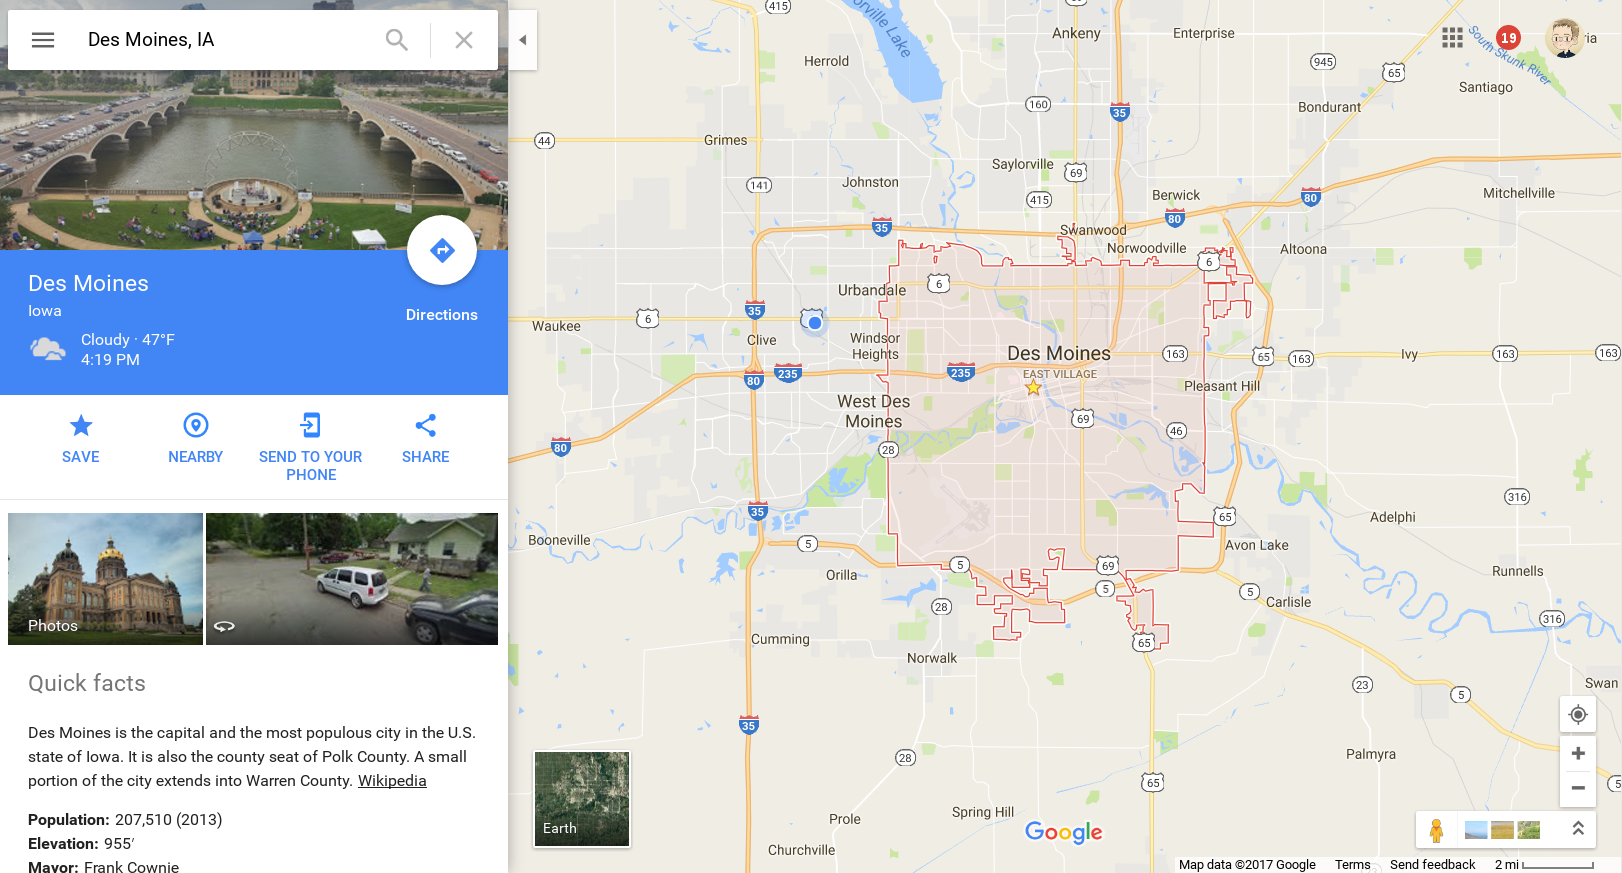 Des Moines, IA
Des Moines
Iowa
Directions
Cloudy · 47°F
4:19 PM
SAVE
NEARBY
SEND TO YOUR
PHONE
SHARE
Photos
Quick facts
Des Moines is the capital and the most populous city in the U.S.
state of Iowa. It is also the county seat of Polk County. A small
portion of the city extends into Warren County. Wikipedia
Population: 207,510 (2013)
Elevation: 955′
Mayor: Frank Cownie
415
Ankeny
Enterprise
19
Herrold
945
65
South Skunk River
Santiago
160
35
Bondurant
44
Grimes
Saylorville
69
141
Johnston
415
Berwick
80
80
Mitchellville
35
Swanwood
Norwoodville
Altoona
6
Urbandale
6
35
6
Waukee
Clive
Windsor
Heights
Des Moines
163
65
163
Ivy
163
163
EAST VILLAGE
80
235
235
Pleasant Hill
West Des
Moines
69
46
80
28
35
316
65
Adelphi
Booneville
5
Avon Lake
Orilla
5
69
5
Runnells
28
5
Carlisle
316
Cumming
65
Norwalk
23
5
Swan
35
28
Palmyra
65
5
Spring Hill
Prole
Earth
Google
Churchville
Map data ©2017 Google
Terms
Send feedback
2 mi